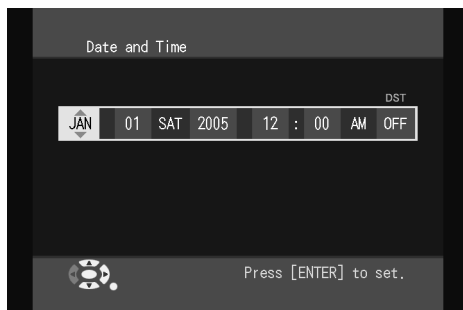 Date and Time
DST
JAN 01 SAT 2005 12 : 00 AM OFF
Press [ENTER] to set.